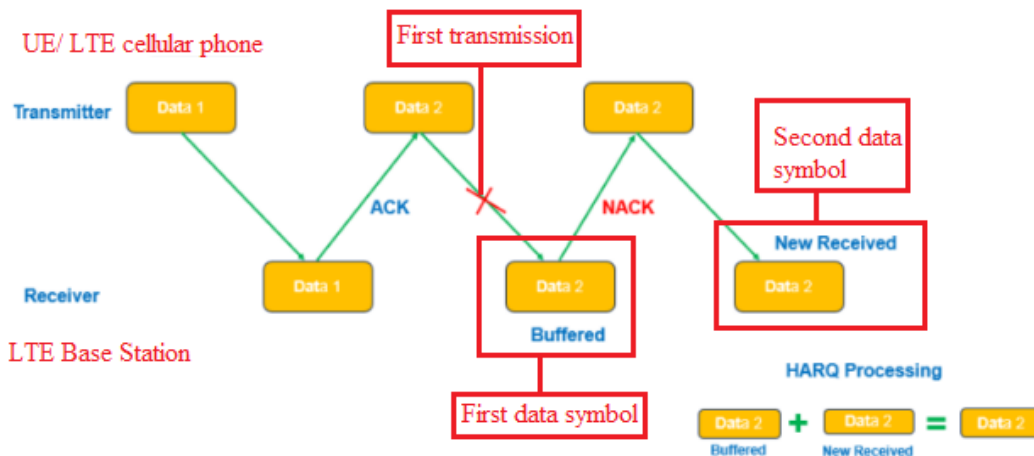 UE/ LTE cellular phone
First transmission
Transmitter
Data 1
Data 2
Data 2
Second data
symbol
ACK
NACK
New Received
Receiver
Data 1
Data 2
Data 2
Buffered
LTE Base Station
First data symbol
HARQ Processing
Data 2 + Data 2 = Data 2
Buffered
New Received